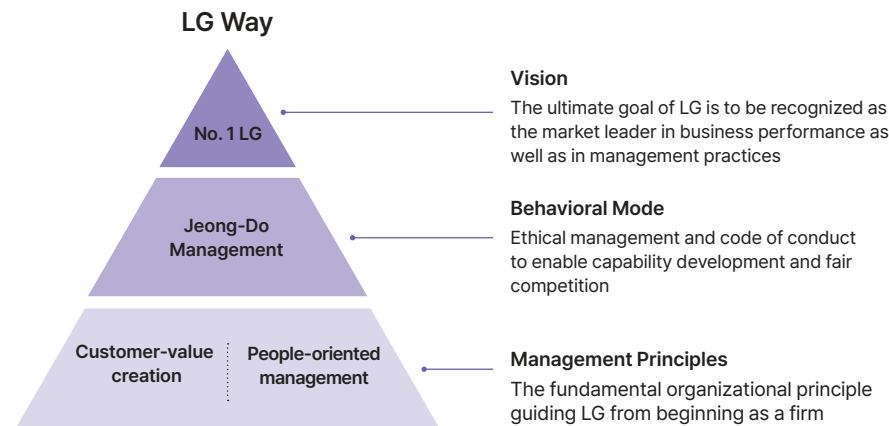 LG Way
No. 1 LG
Vision
The ultimate goal of LG is to be recognized as
the market leader in business performance as
well as in management practices
Jeong-Do
Management
Behavioral Mode
Ethical management and code of conduct
to enable capability development and fair
competition
Customer-value
creation
People-oriented
management
Management Principles
The fundamental organizational principle
guiding LG from beginning as a firm